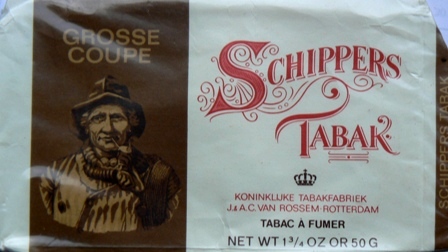 GROSSE
COUPE
SCHIPPERS
TABAK
KONINKLIJKE TABAKFABRIEK
J.& A.C. VAN ROSSEM-ROTTERDAM
TABAC À FUMER
NET WT 1 3/4 OZ OR 50 G
SCHIPPERS TABAK